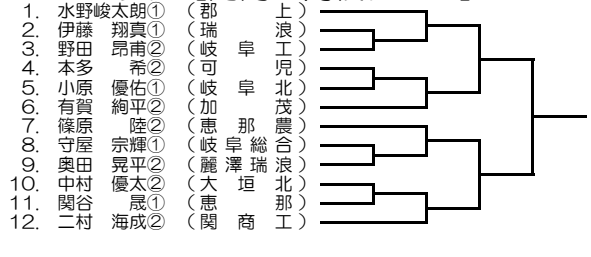 1. 水野峻太朗① （郡上）
2. 伊藤 翔真① （瑞浪）
3. 野田 昂甫② （岐阜工）
4. 本多 希② （可児）
5. 小原 優佑① （岐阜北）
6. 有賀 絢平② （加茂）
7. 篠原 陸② （恵那農）
8. 守屋 宗輝① （岐阜総合）
9. 奥田 晃平② （麗澤瑞浪）
10. 中村 優太② （大垣北）
11. 関谷 晟① （恵那）
12. 二村 海成② （関商工）